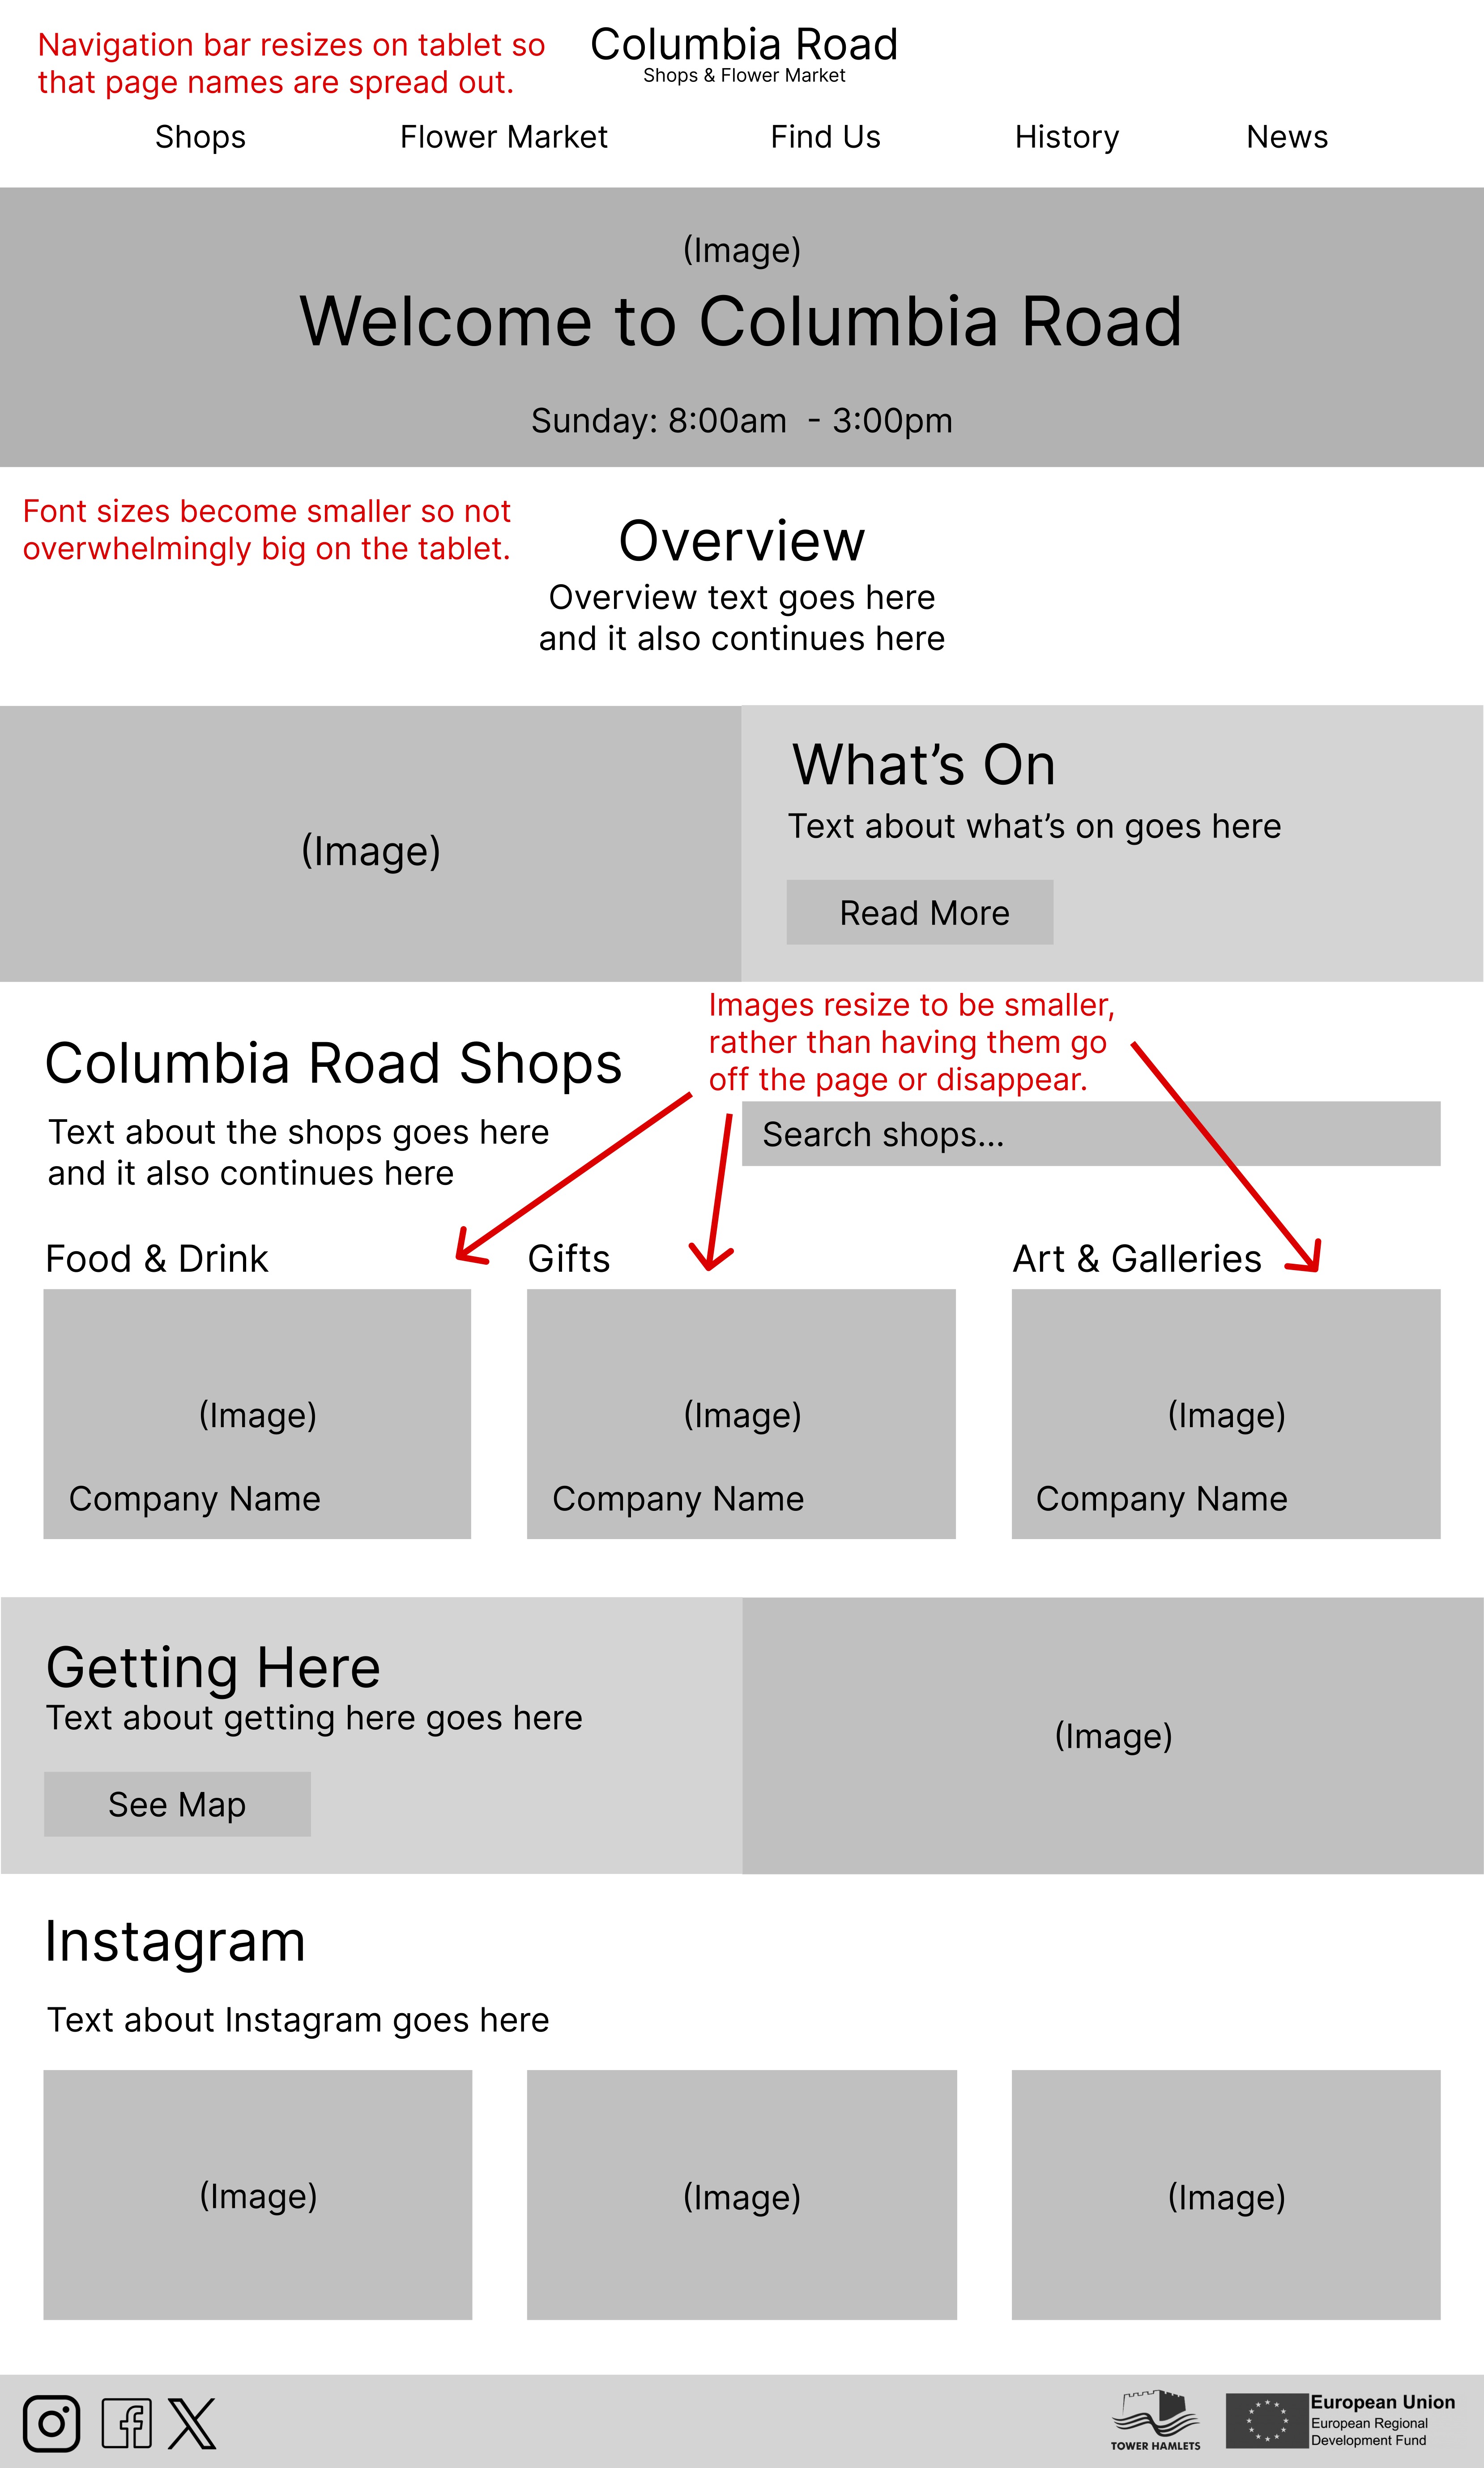 Navigation bar resizes on tablet so
that page names are spread out.
Columbia Road
Shops & Flower Market
Shops Flower Market Find Us History News
(Image)
Welcome to Columbia Road
Sunday: 8:00am - 3:00pm
Font sizes become smaller so not
overwhelmingly big on the tablet.
Overview
Overview text goes here
and it also continues here
(Image)
What’s On
Text about what’s on goes here
Read More
Images resize to be smaller,
rather than having them go
off the page or disappear.
Columbia Road Shops
Text about the shops goes here
and it also continues here
Search shops...
Food & Drink Gifts Art & Galleries
(Image) (Image) (Image)
Company Name Company Name Company Name
Getting Here
Text about getting here goes here
See Map
(Image)
Instagram
Text about Instagram goes here
(Image) (Image) (Image)
TOWER HAMLETS
European Union
European Regional
Development Fund